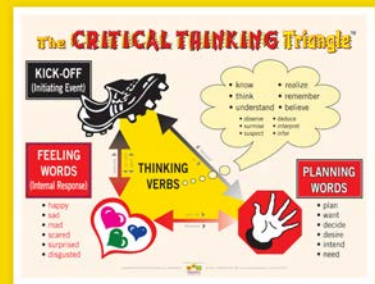 The CRITICAL THINKING Triangle™
KICK-OFF
(Initiating Event)
• know
• think
• understand
• realize
• remember
• believe
• observe
• surmise
• suspect
• deduce
• interpret
• infer
FEELING
WORDS
(Internal Response)
• happy
• sad
• mad
• scared
• surprised
• disgusted
THINKING
VERBS
PLANNING
WORDS
• plan
• want
• decide
• desire
• intend
• need